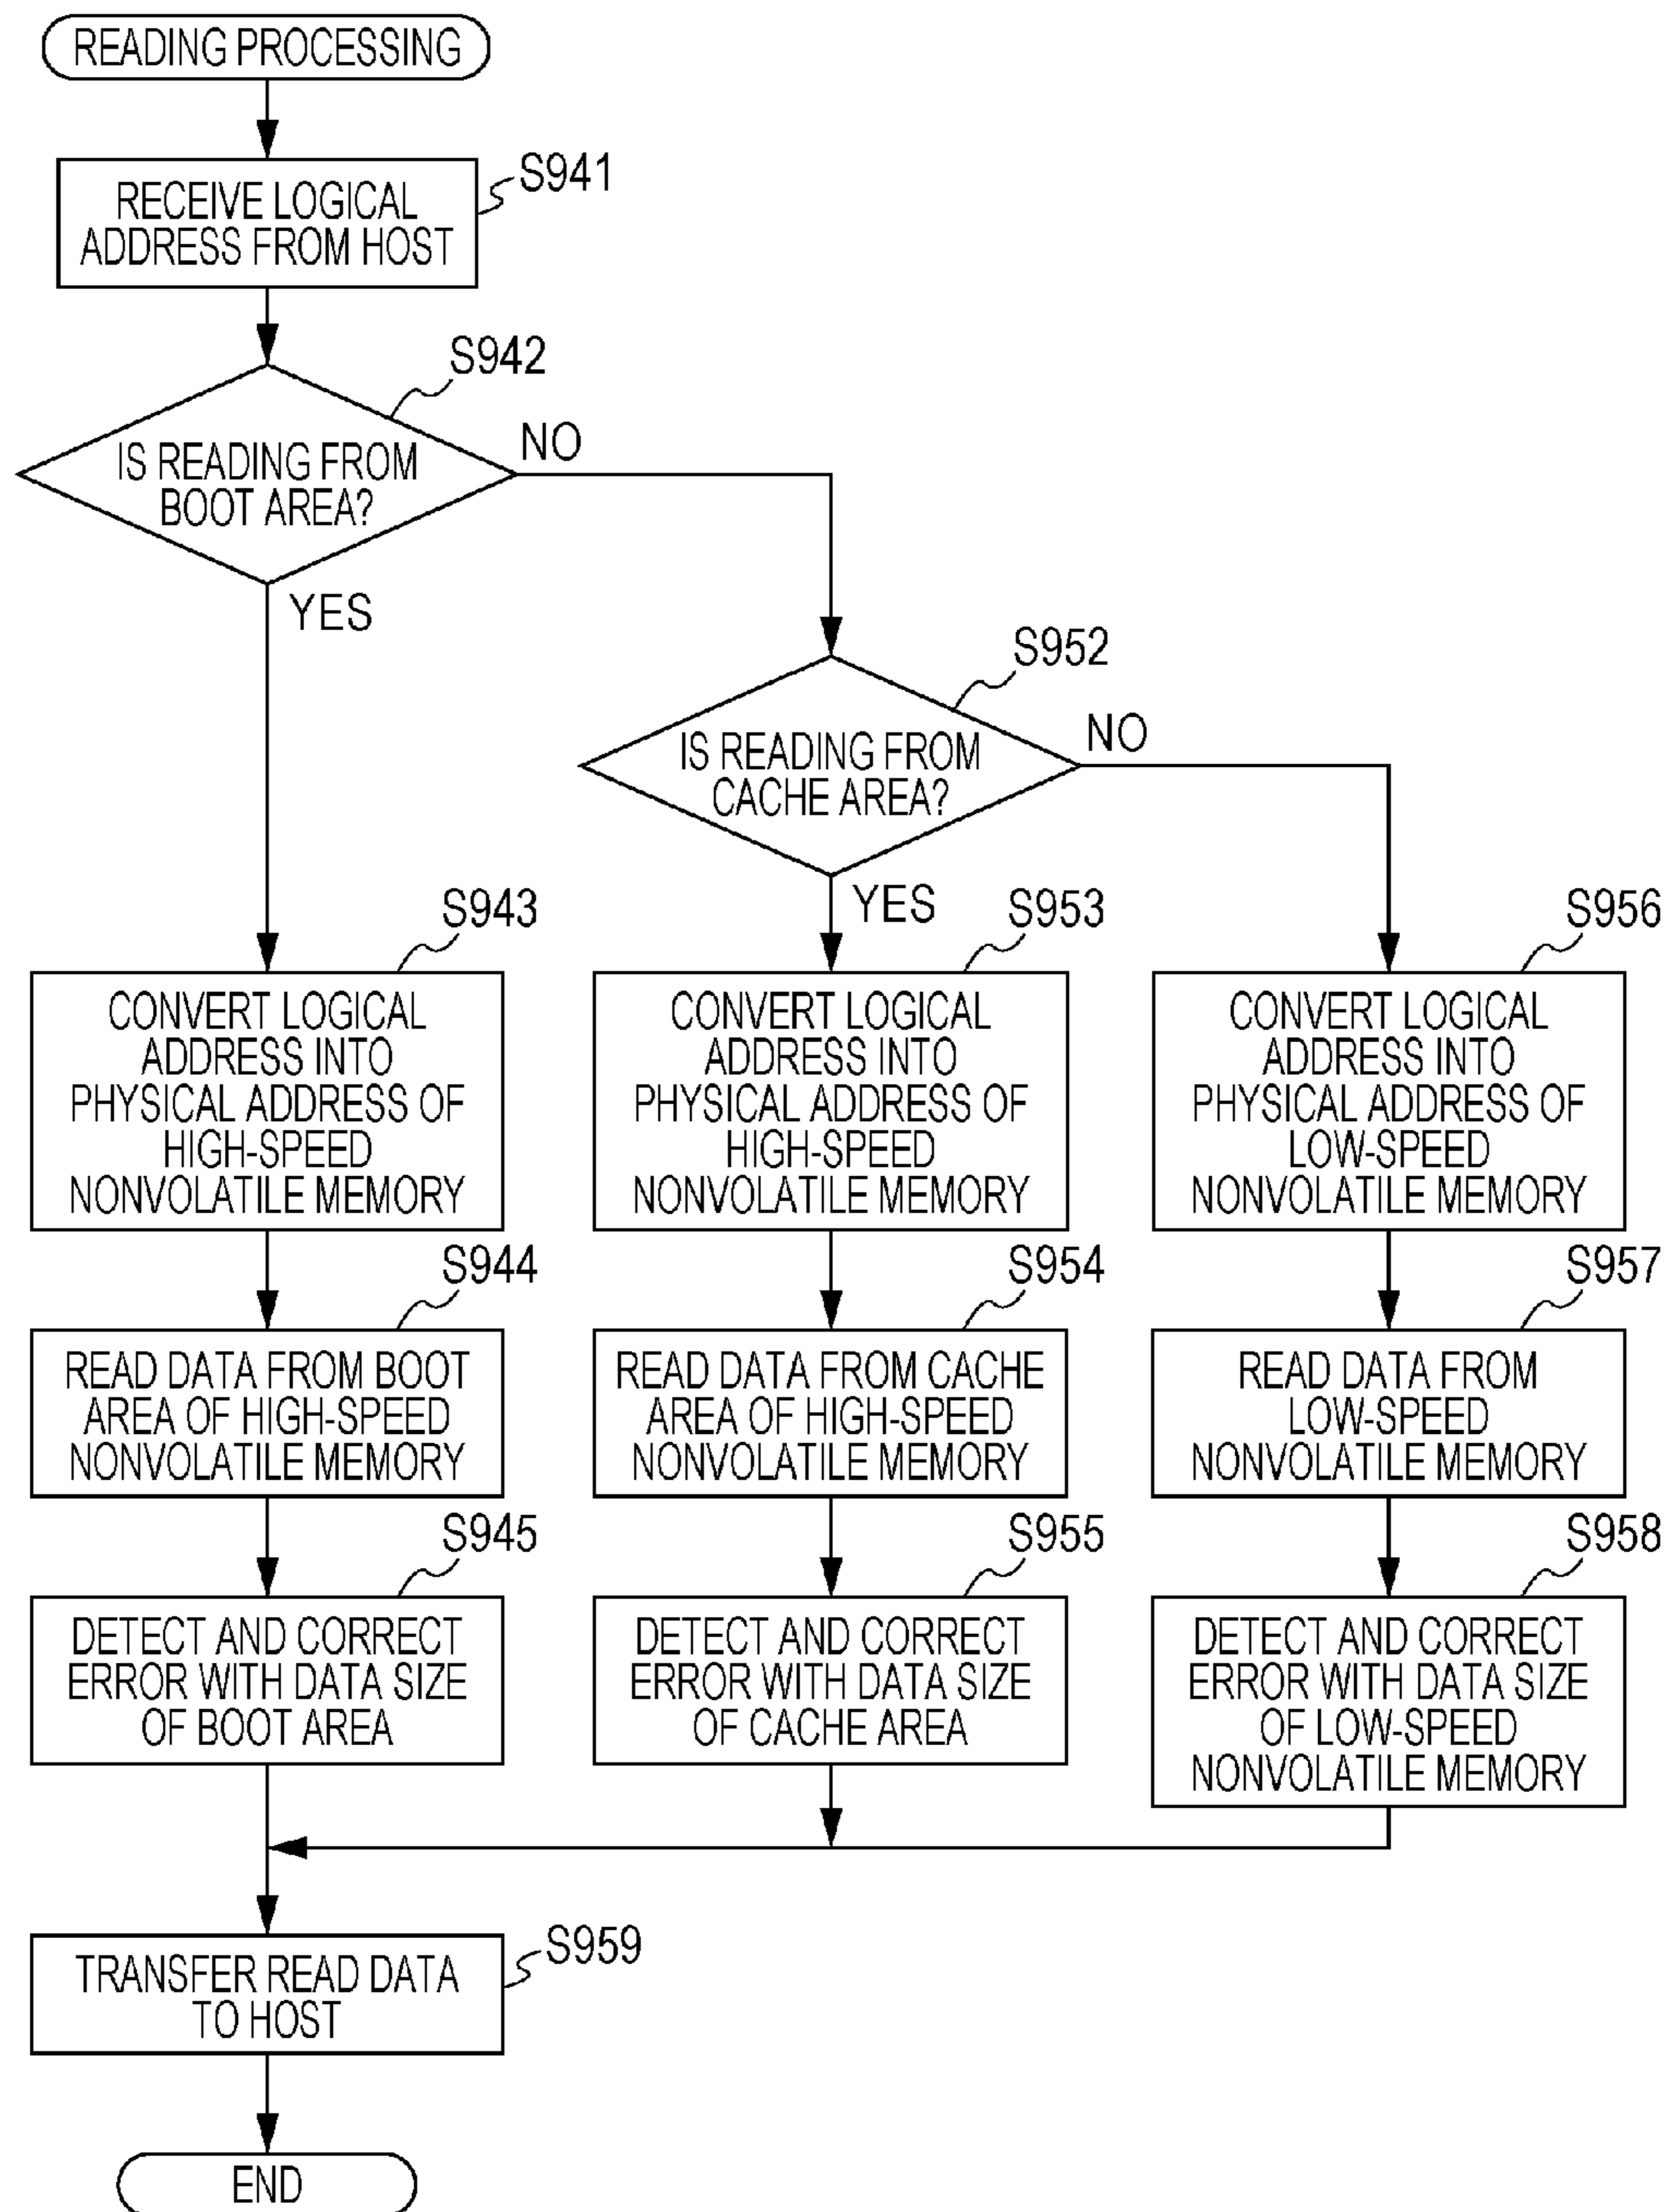 READING PROCESSING
S941
RECEIVE LOGICAL
ADDRESS FROM HOST
S942
IS READING FROM
BOOT AREA?
NO
YES
S952
IS READING FROM
CACHE AREA?
NO
YES
S943
CONVERT LOGICAL
ADDRESS INTO
PHYSICAL ADDRESS OF
HIGH-SPEED
NONVOLATILE MEMORY
S953
CONVERT LOGICAL
ADDRESS INTO
PHYSICAL ADDRESS OF
HIGH-SPEED
NONVOLATILE MEMORY
S956
CONVERT LOGICAL
ADDRESS INTO
PHYSICAL ADDRESS OF
LOW-SPEED
NONVOLATILE MEMORY
S944
READ DATA FROM BOOT
AREA OF HIGH-SPEED
NONVOLATILE MEMORY
S954
READ DATA FROM CACHE
AREA OF HIGH-SPEED
NONVOLATILE MEMORY
S957
READ DATA FROM
LOW-SPEED
NONVOLATILE MEMORY
S945
DETECT AND CORRECT
ERROR WITH DATA SIZE
OF BOOT AREA
S955
DETECT AND CORRECT
ERROR WITH DATA SIZE
OF CACHE AREA
S958
DETECT AND CORRECT
ERROR WITH DATA SIZE
OF LOW-SPEED
NONVOLATILE MEMORY
S959
TRANSFER READ DATA
TO HOST
END